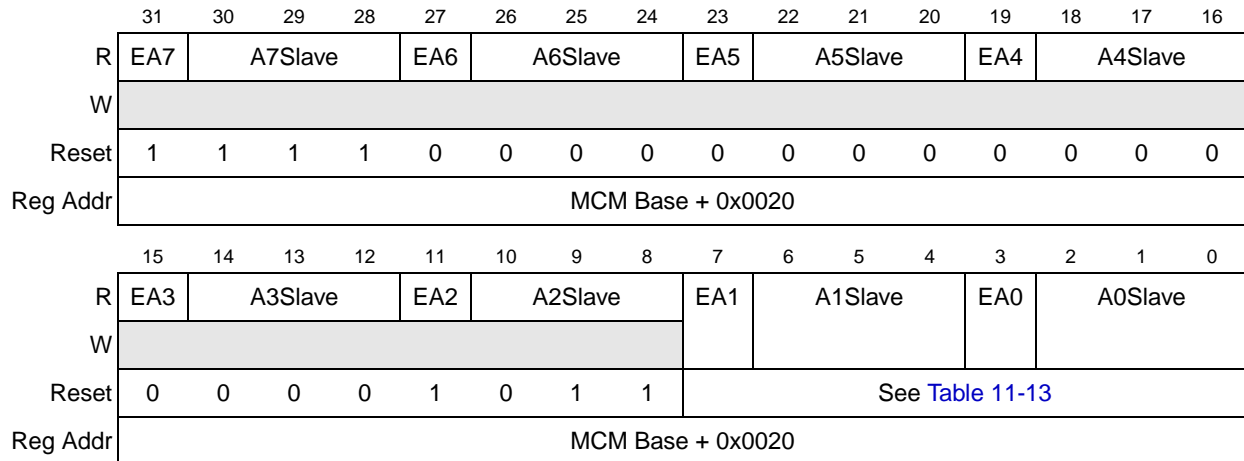 31 30 29 28 27 26 25 24 23 22 21 20 19 18 17 16
R EA7 A7Slave EA6 A6Slave EA5 A5Slave EA4 A4Slave
W
Reset 1 1 1 1 0 0 0 0 0 0 0 0 0 0 0 0
Reg Addr MCM Base + 0x0020
15 14 13 12 11 10 9 8 7 6 5 4 3 2 1 0
R EA3 A3Slave EA2 A2Slave EA1 A1Slave EA0 A0Slave
W
Reset 0 0 0 0 1 0 1 1 See Table 11-13
Reg Addr MCM Base + 0x0020